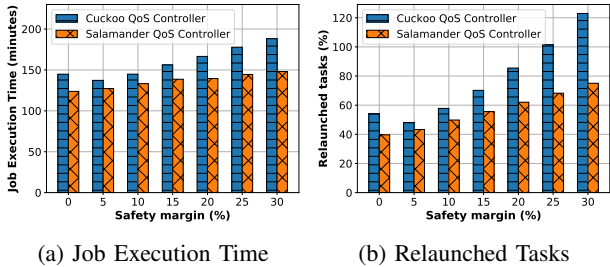 Cuckoo QoS Controller
Salamander QoS Controller
Job Execution Time (minutes)
200
150
100
50
0
0 5 10 15 20 25 30
Safety margin (%)
(a) Job Execution Time
Cuckoo QoS Controller
Salamander QoS Controller
Relaunched tasks (%)
120
100
80
60
40
20
0
0 5 10 15 20 25 30
Safety margin (%)
(b) Relaunched Tasks